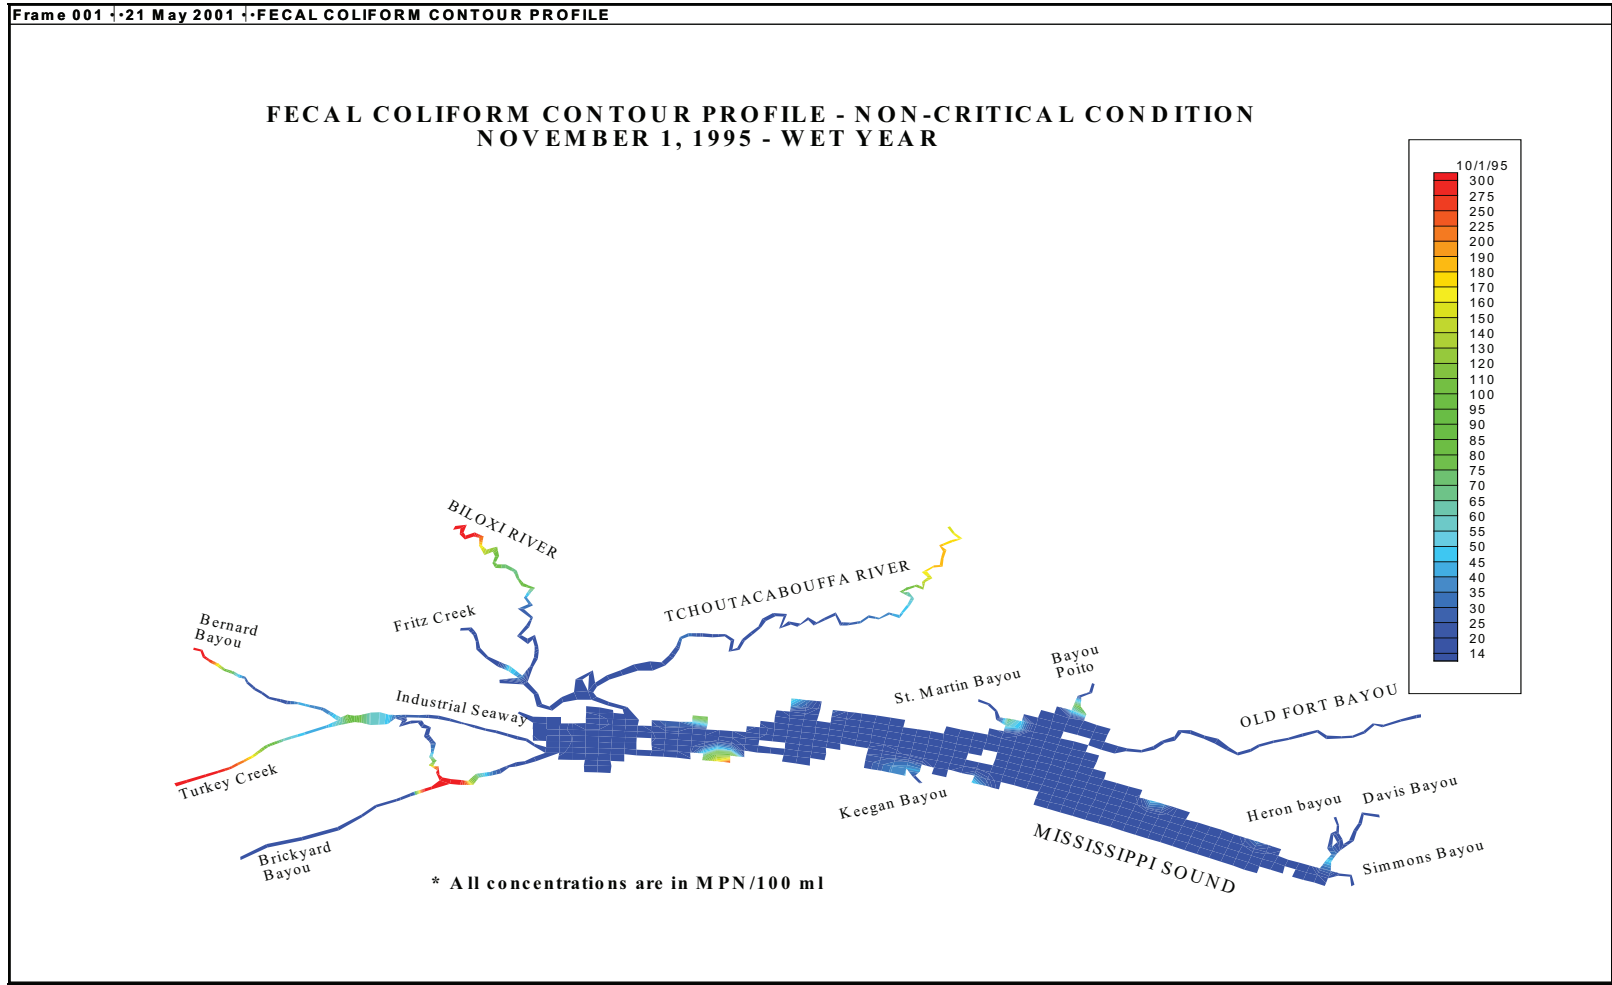 Frame 001 ⋅⋅ 21 May 2001 ⋅⋅ FECAL COLIFORM CONTOUR PROFILE
FECAL COLIFORM CONTOUR PROFILE - NON-CRITICAL CONDITION
NOVEMBER 1, 1995 - WET YEAR
10/1/95
300
275
250
225
200
190
180
170
160
150
140
130
120
110
100
95
90
85
80
75
70
65
60
55
50
45
40
35
30
25
20
14
BILOXI RIVER
TCHOUTACABOUFFA RIVER
Fritz Creek
Bernard
Bayou
Industrial Seaway
St. Martin Bayou
Bayou
Poito
OLD FORT BAYOU
Turkey Creek
Keegan Bayou
Heron bayou
Davis Bayou
MISSISSIPPI SOUND
Simmons Bayou
Brickyard
Bayou
* All concentrations are in MPN/100 ml